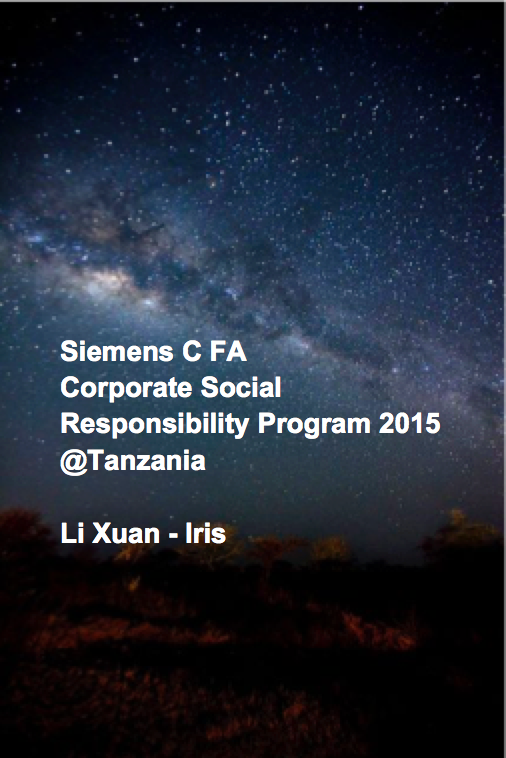 Siemens C FA
Corporate Social
Responsibility Program 2015
@Tanzania
Li Xuan - Iris